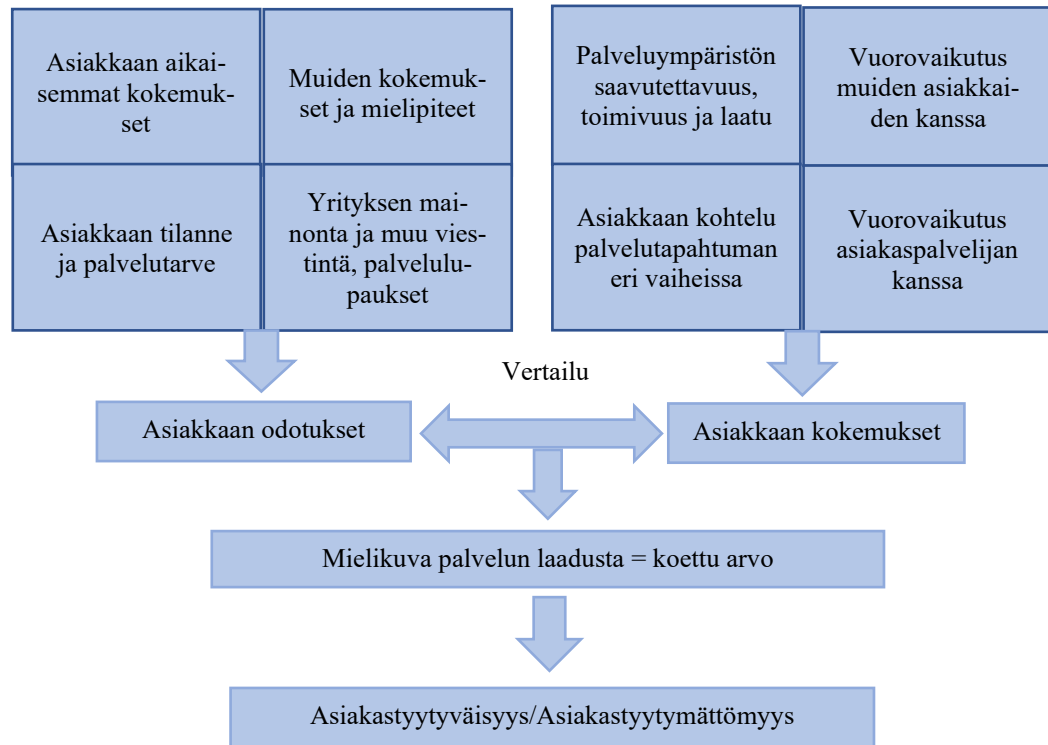 Asiakkaan aikai-
semmat kokemuk-
set
Muiden kokemuk-
set ja mielipiteet
Palveluympäristön
saavutettavuus,
toimivuus ja laatu
Vuorovaikutus
muiden asiakkai-
den kanssa
Asiakkaan tilanne
ja palvelutarve
Yrityksen mai-
nonta ja muu vies-
tintä, palvelulu-
paukset
Asiakkaan kohtelu
palvelutapahtuman
eri vaiheissa
Vuorovaikutus
asiakaspalvelijan
kanssa
Vertailu
Asiakkaan odotukset
Asiakkaan kokemukset
Mielikuva palvelun laadusta = koettu arvo
Asiakastyytyväisyys/Asiakastyytymättömyys